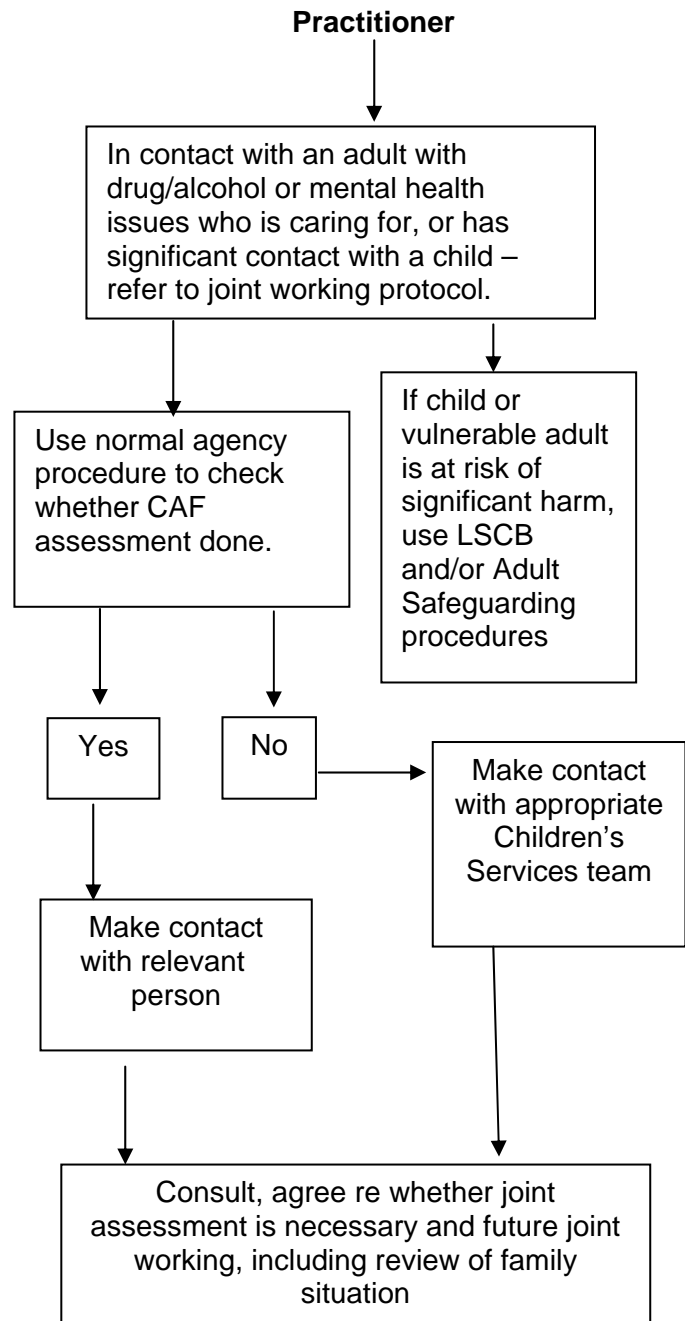 Practitioner
In contact with an adult with
drug/alcohol or mental health
issues who is caring for, or has
significant contact with a child –
refer to joint working protocol.
Use normal agency
procedure to check
whether CAF
assessment done.
If child or
vulnerable adult
is at risk of
significant harm,
use LSCB
and/or Adult
Safeguarding
procedures
Yes
No
Make contact
with appropriate
Children’s
Services team
Make contact
with relevant
person
Consult, agree re whether joint
assessment is necessary and future joint
working, including review of family
situation